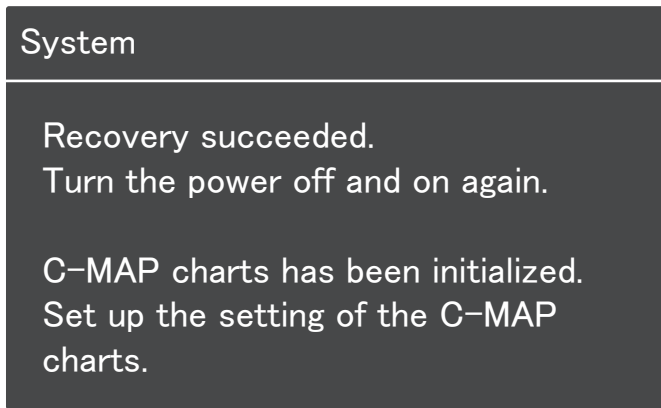 System
Recovery succeeded.
Turn the power off and on again.
C-MAP charts has been initialized.
Set up the setting of the C-MAP
charts.